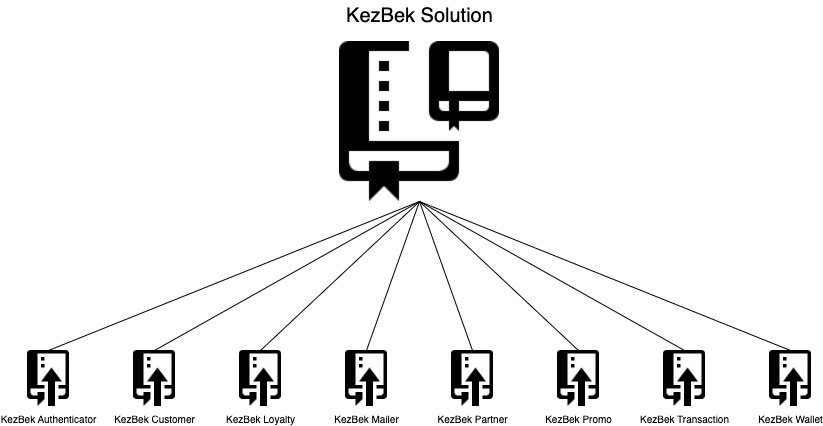 KezBek Solution
KezBek Authenticator
KezBek Customer
KezBek Loyalty
KezBek Mailer
KezBek Partner
KezBek Promo
KezBek Transaction
KezBek Wallet